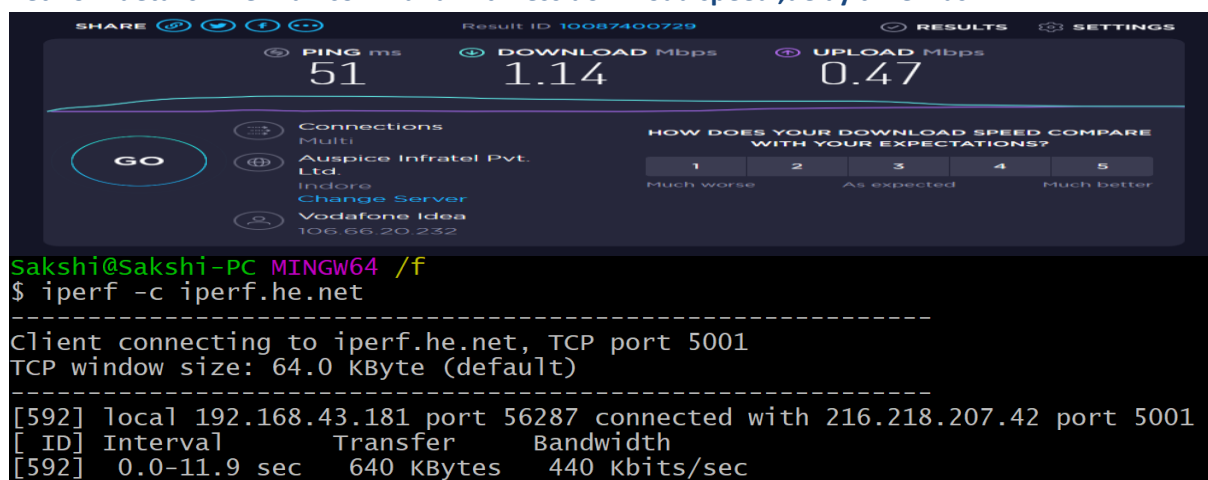 SHARE
Result ID 10087400729
RESULTS
SETTINGS
PING ms
DOWNLOAD Mbps
UPLOAD Mbps
51
1.14
0.47
GO
Connections
Multi
Auspice Infratel Pvt.
Ltd.
Indore
Change Server
Vodafone Idea
106.66.20.232
HOW DOES YOUR DOWNLOAD SPEED COMPARE
WITH YOUR EXPECTATIONS?
1 2 3 4 5
Much worse As expected Much better
Sakshi@Sakshi-PC MINGW64 /f
$ iperf -c iperf.he.net
------------------------------------------------------------
Client connecting to iperf.he.net, TCP port 5001
TCP window size: 64.0 KByte (default)
------------------------------------------------------------
[592] local 192.168.43.181 port 56287 connected with 216.218.207.42 port 5001
[ ID] Interval Transfer Bandwidth
[592] 0.0-11.9 sec 640 KBytes 440 Kbits/sec